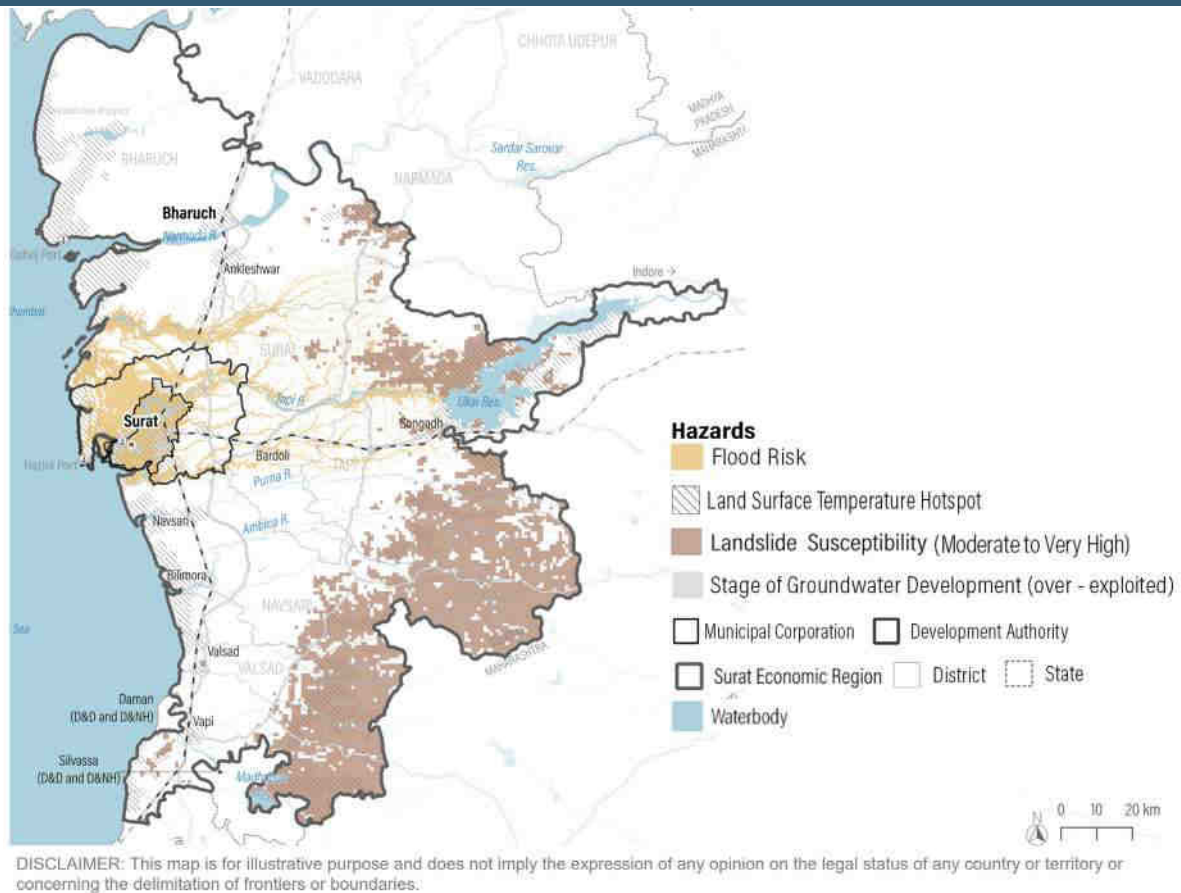 CHHOTA UDEPUR
VADODARA
MADHYA
PRADESH
MAHARASHTRA
Sardar Sarovar
Res.
BHARUCH
NARMADA
Bharuch
Narmada R.
Port
Ankleshwar
Indore →
SURAT
Tapi R.
Ukai Res.
Surat
Songadh
Port
Bardoli
TAPI
Purna R.
Navsari
Ambica R.
Bilimora
NAVSARI
Sea
Valsad
VALSAD
MAHARASHTRA
Daman
(D&D and D&NH)
Vapi
Silvassa
(D&D and D&NH)
Hazards
Flood Risk
Land Surface Temperature Hotspot
Landslide Susceptibility (Moderate to Very High)
Stage of Groundwater Development (over - exploited)
Municipal Corporation Development Authority
Surat Economic Region District State
Waterbody
N
0 10 20 km
DISCLAIMER: This map is for illustrative purpose and does not imply the expression of any opinion on the legal status of any country or territory or
concerning the delimitation of frontiers or boundaries.